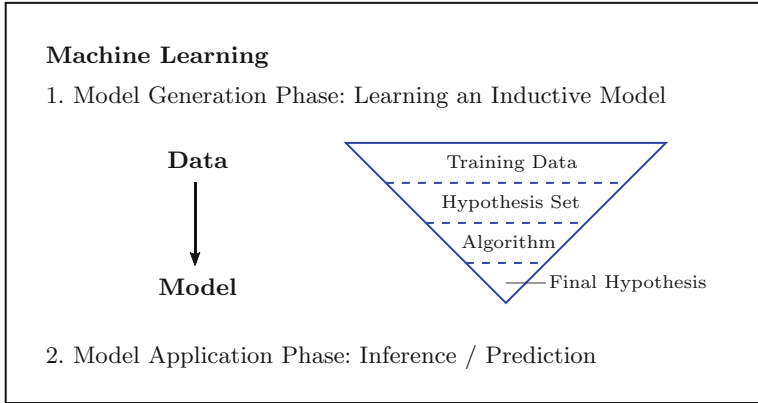 Machine Learning
1. Model Generation Phase: Learning an Inductive Model
Data
Model
Training Data
Hypothesis Set
Algorithm
Final Hypothesis
2. Model Application Phase: Inference / Prediction